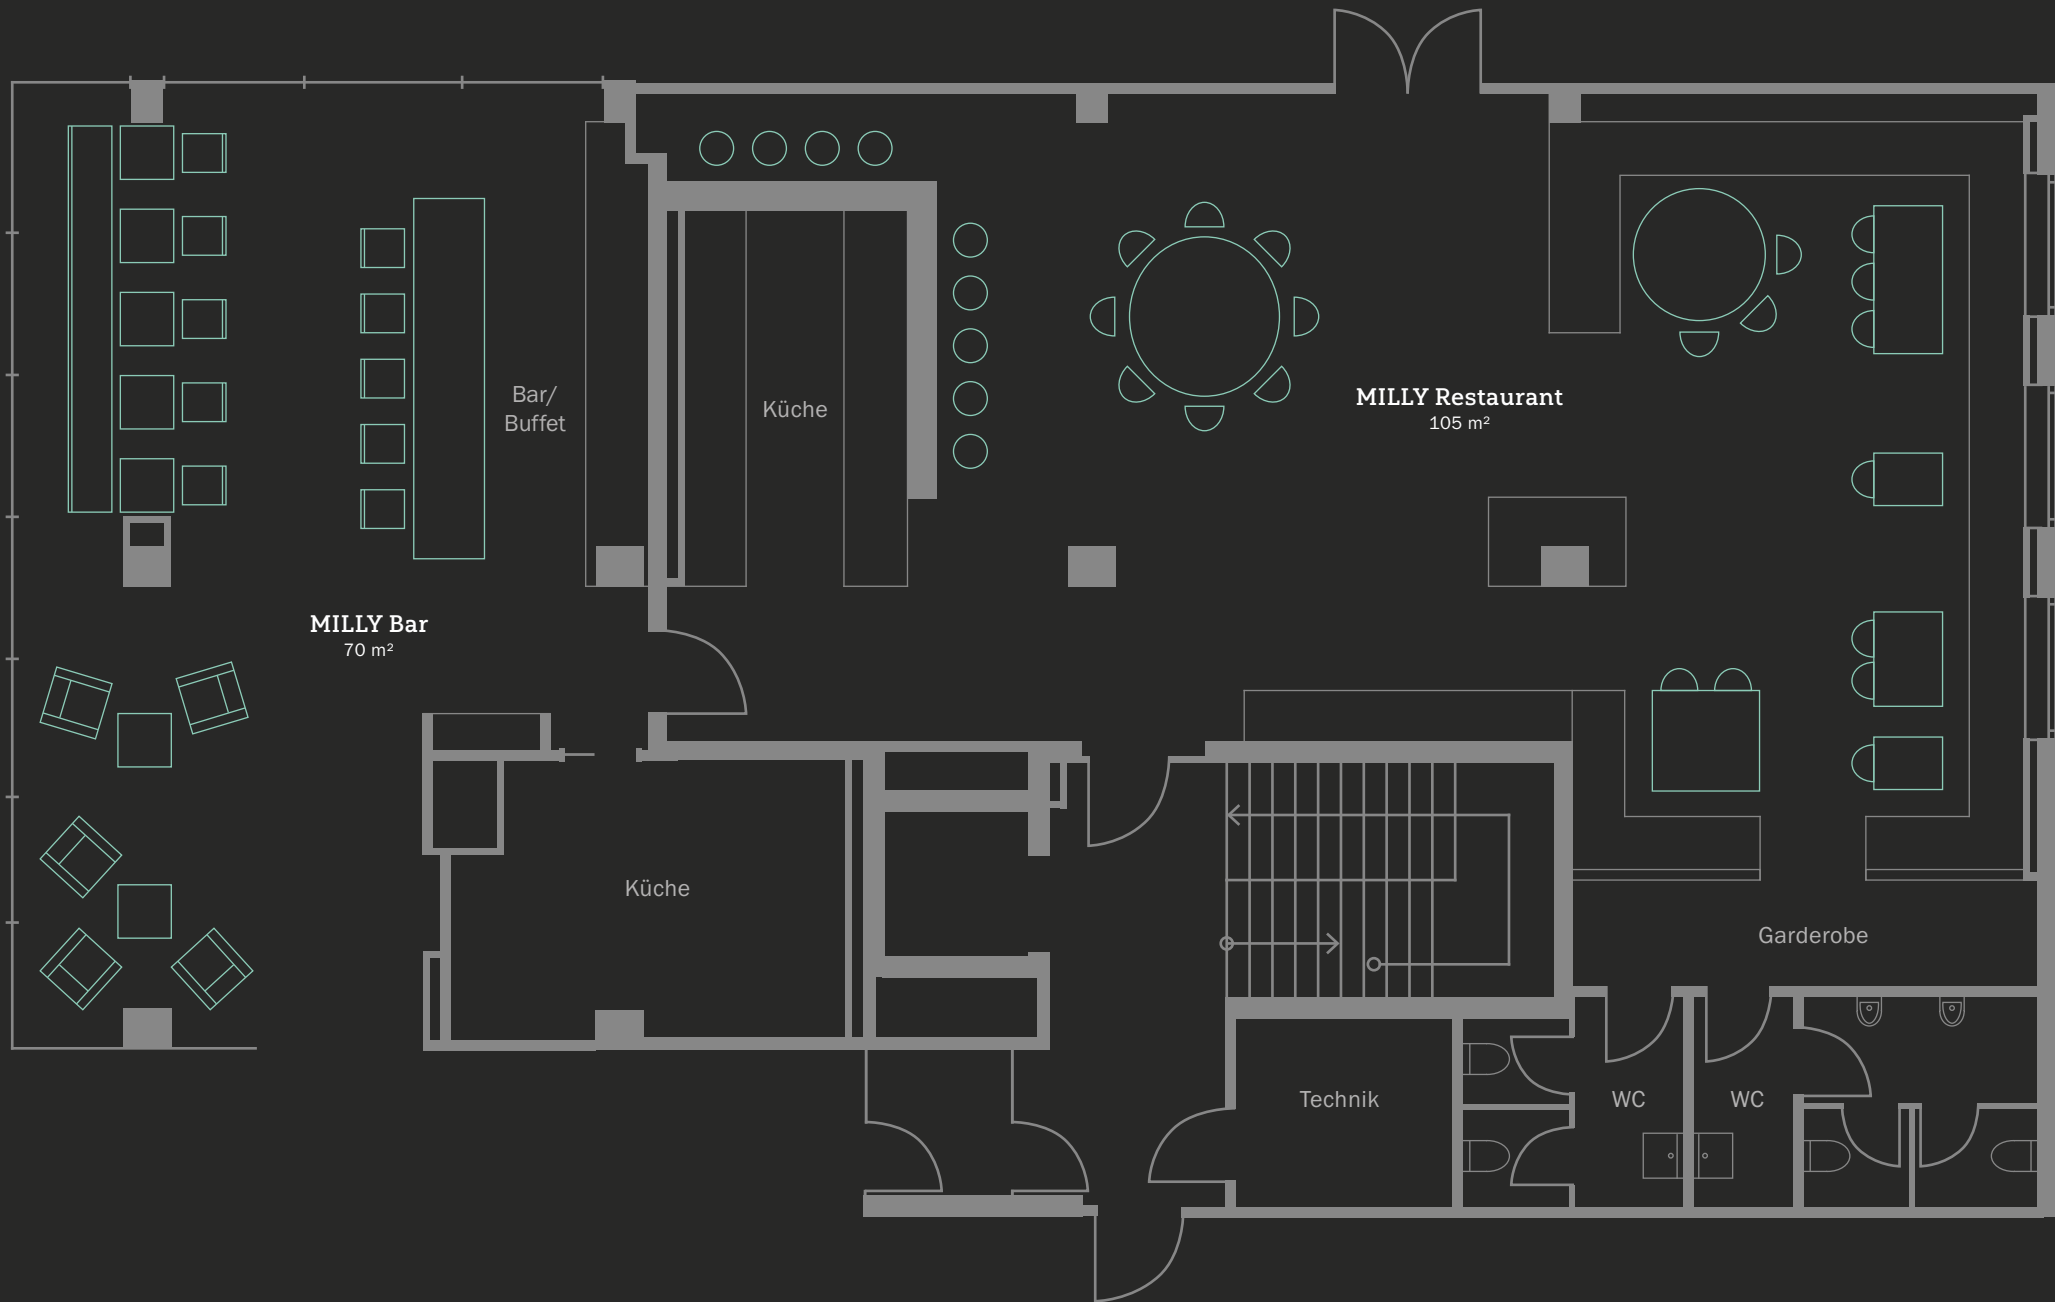 Bar/
Buffet
Küche
MILLY Restaurant
105 m²
MILLY Bar
70 m²
Küche
Garderobe
Technik
WC
WC